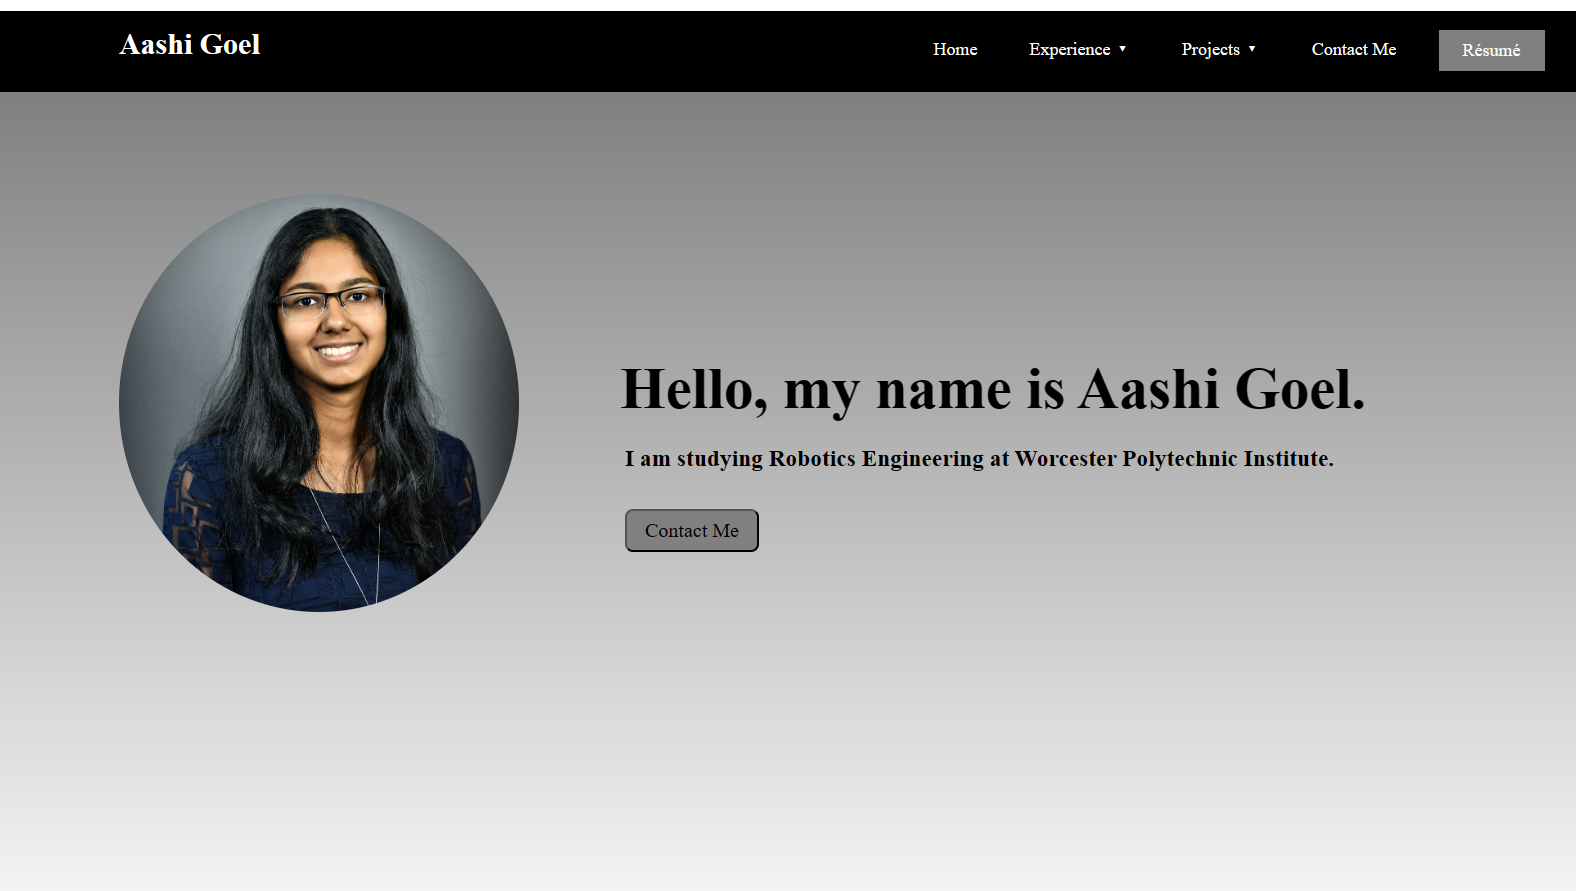 Aashi Goel
Home Experience ▼ Projects ▼ Contact Me Résumé
Hello, my name is Aashi Goel.
I am studying Robotics Engineering at Worcester Polytechnic Institute.
Contact Me